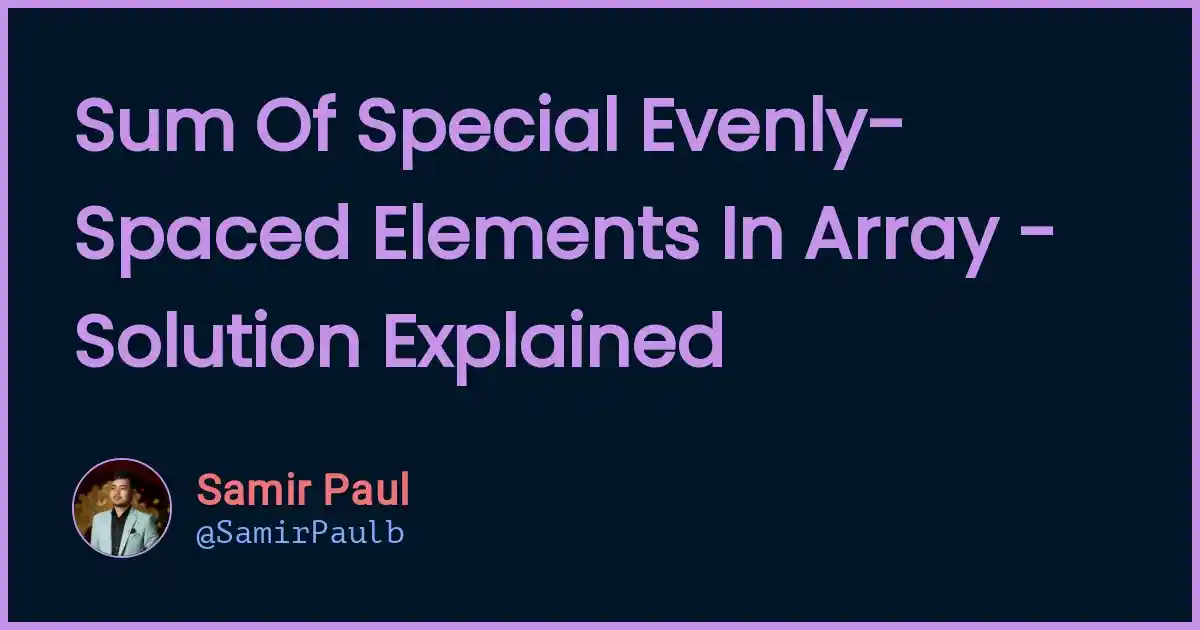 Sum Of Special Evenly-
Spaced Elements In Array -
Solution Explained
Samir Paul
@SamirPaulb